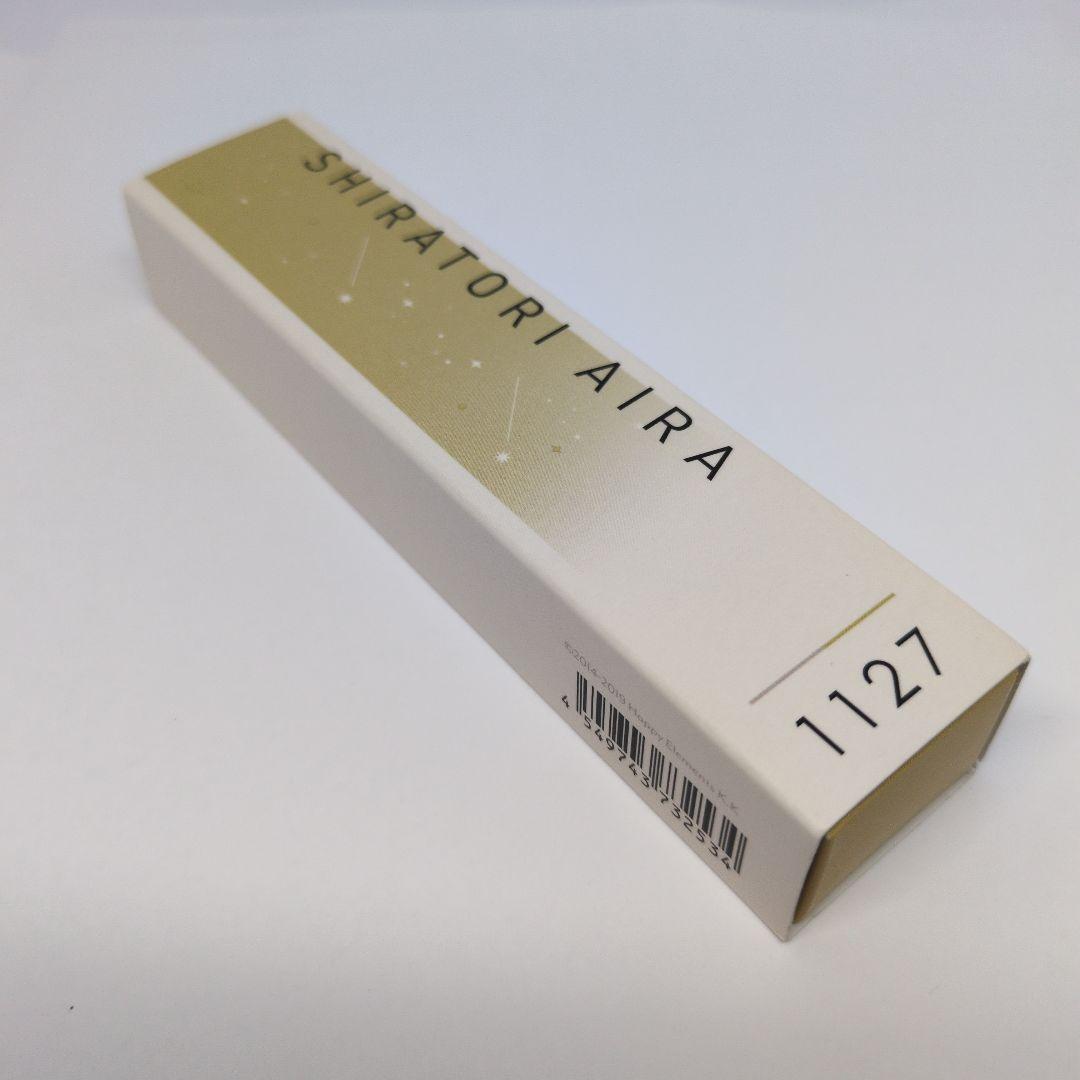 SHIRATORI AIRA
1127
©2014-2019 Happy Elements K.K
4 549743 732534